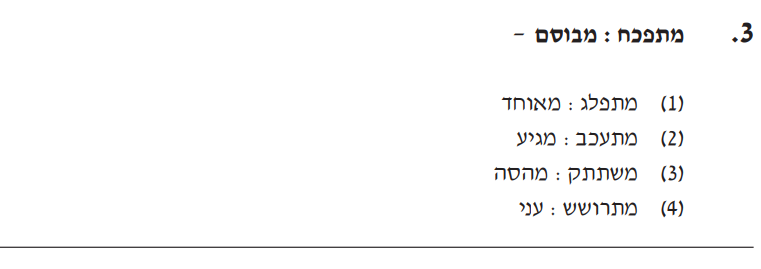 3. מתפכח : מבוסם –
(1) מתפלג : מאוחד
(2) מתעכב : מגיע
(3) משתתק : מהסה
(4) מתרושש : עני